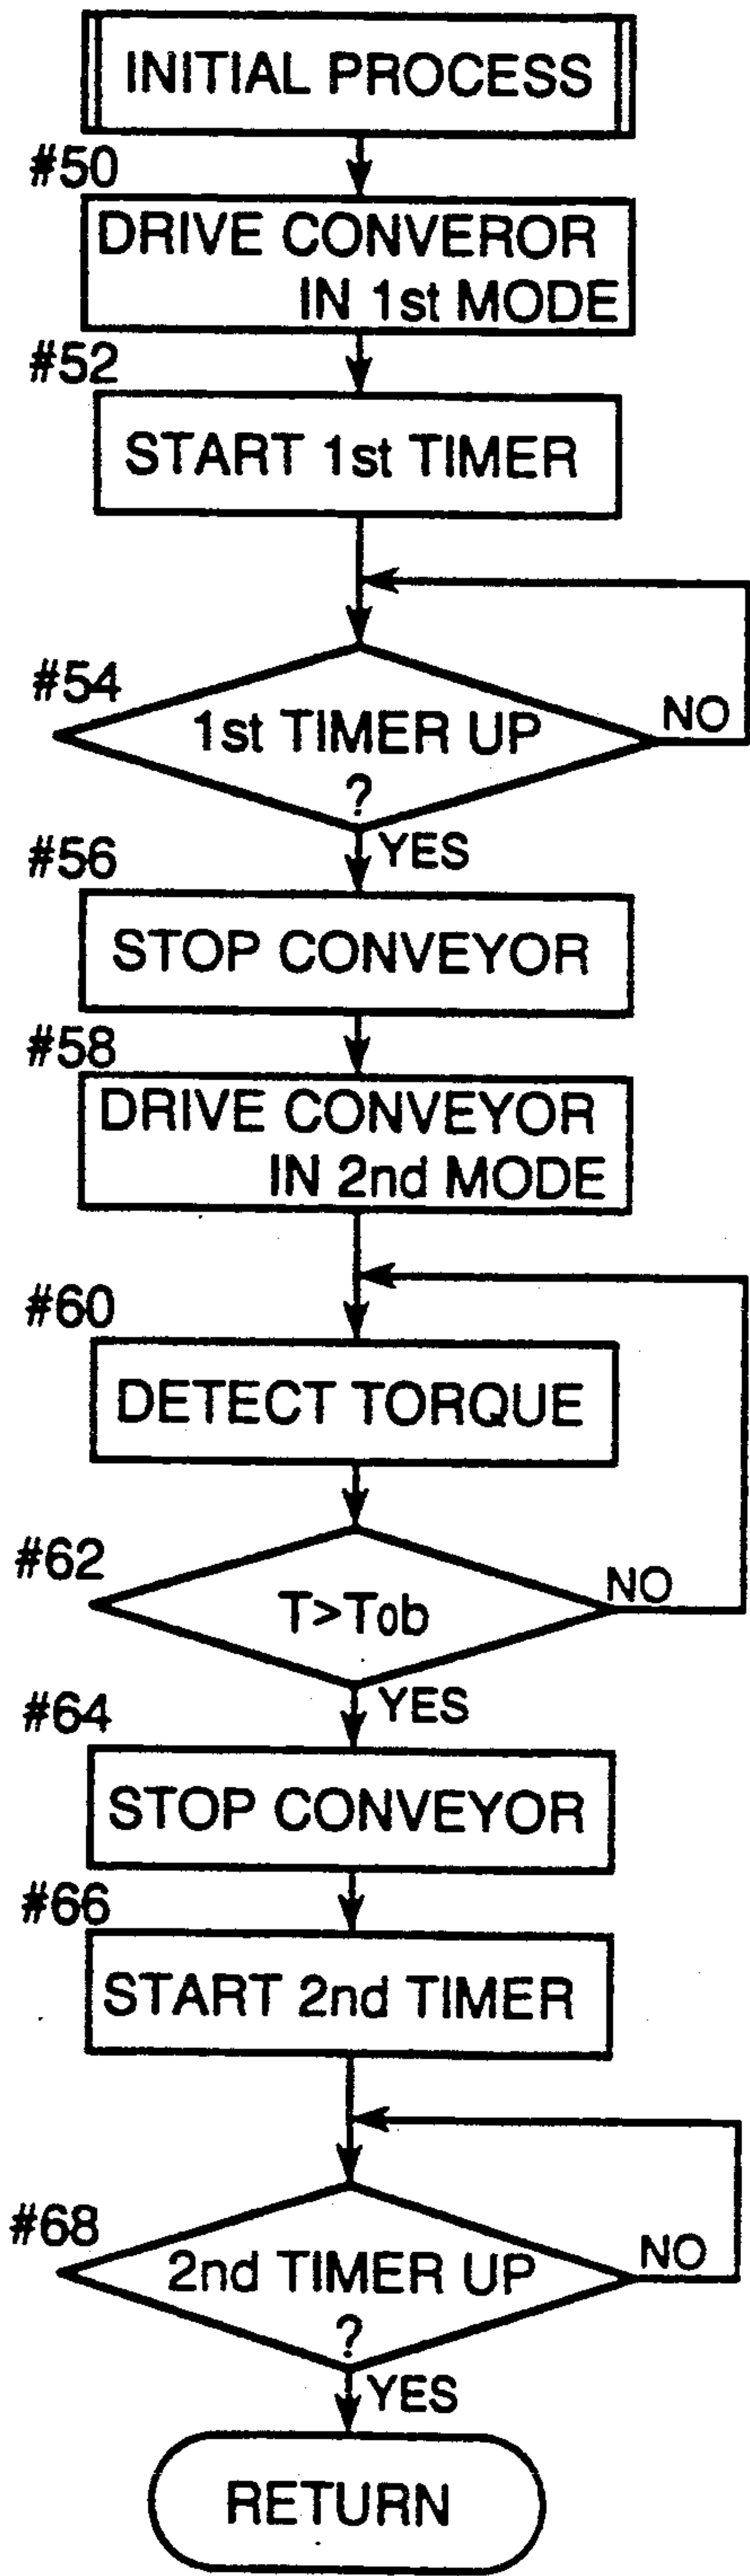 INITIAL PROCESS
#50
DRIVE CONVEROR
IN 1st MODE
#52
START 1st TIMER
#54
1st TIMER UP
?
NO
YES
#56
STOP CONVEYOR
#58
DRIVE CONVEYOR
IN 2nd MODE
#60
DETECT TORQUE
#62
T>Tob
NO
YES
#64
STOP CONVEYOR
#66
START 2nd TIMER
#68
2nd TIMER UP
?
NO
YES
RETURN